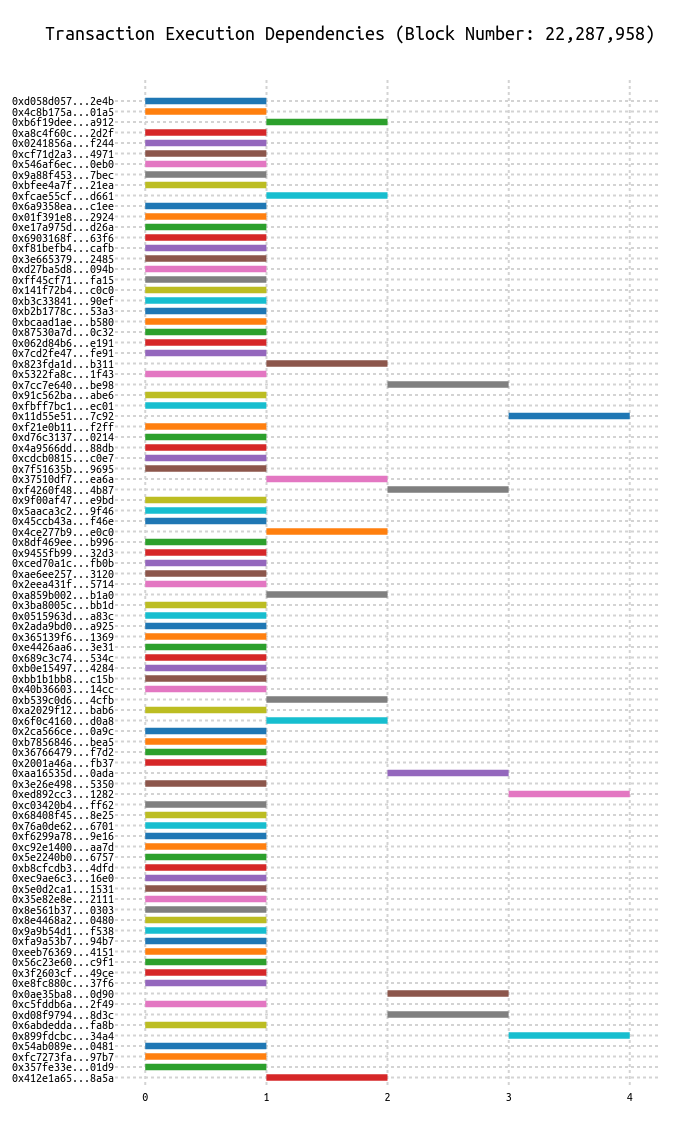 Transaction Execution Dependencies (Block Number: 22,287,958)
0xd058d057...2e4b
0x4c8b175a...01a5
0xb6f19dee...a912
0xa8c4f60c...2d2f
0x0241856a...f244
0xcf71d2a3...4971
0x546af6ec...0eb0
0x9a88f453...7bec
0xbfee4a7f...21ea
0xfcae55cf...d661
0x6a9358ea...c1ee
0x01f391e8...2924
0xe17a975d...d26a
0x6903168f...63f6
0xf81befb4...cafb
0x3e665379...2485
0xd27ba5d8...094b
0xff45cf71...fa15
0x141f72b4...c0c0
0xb3c33841...90ef
0xb2b1778c...53a3
0xbcaad1ae...b580
0x87530a7d...0c32
0x062d84b6...e191
0x7cd2fe47...fe91
0x823fda1d...b311
0x5322fa8c...1f43
0x7cc7e640...be98
0x91c562ba...abe6
0xfbff7bc1...ec01
0x11d55e51...7c92
0xf21e0b11...f2ff
0xd76c3137...0214
0x4a9566dd...88db
0xcdcb0815...c0e7
0x7f51635b...9695
0x37510df7...ea6a
0xf4260f48...4b87
0x9f00af47...e9bd
0x5aaca3c2...9f46
0x45ccb43a...f46e
0x4ce277b9...e0c0
0x8df469ee...b996
0x9455fb99...32d3
0xced70a1c...fb0b
0xae6ee257...3120
0x2eea431f...5714
0xa859b002...b1a0
0x3ba8005c...bb1d
0x0515963d...a83c
0x2ada9bd0...a925
0x365139f6...1369
0xe4426aa6...3e31
0x689c3c74...534c
0xb0e15497...4284
0xbb1b1bb8...c15b
0x40b36603...14cc
0xb539c0d6...4cfb
0xa2029f12...bab6
0x6f0c4160...d0a8
0x2ca566ce...0a9c
0xb7856846...bea5
0x36766479...f7d2
0x2001a46a...fb37
0xaa16535d...0ada
0x3e26e498...5350
0xed892cc3...1282
0xc03420b4...ff62
0x68408f45...8e25
0x76a0de62...6701
0xf6299a78...9e16
0xc92e1400...aa7d
0x5e2240b0...6757
0xb8cfcdb3...4dfd
0xec9ae6c3...16e0
0x5e0d2ca1...1531
0x35e82e8e...2111
0x8e561b37...0303
0x8e4468a2...0480
0x9a9b54d1...f538
0xfa9a53b7...94b7
0xeeb76369...4151
0x56c23e60...c9f1
0x3f2603cf...49ce
0xe8fc880c...37f6
0x0ae35ba8...0d90
0xc5fddb6a...2f49
0xd08f9794...8d3c
0x6abdedda...fa8b
0x899fdcbc...34a4
0x54ab089e...0481
0xfc7273fa...97b7
0x357fe33e...01d9
0x412e1a65...8a5a
0 1 2 3 4